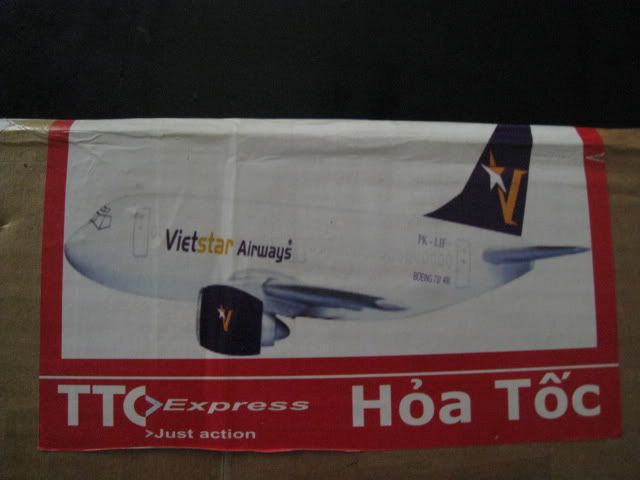 Vietstar Airways
PK - LIF
BOEING 737 400
TTC>Express
>Just action
Hỏa Tốc